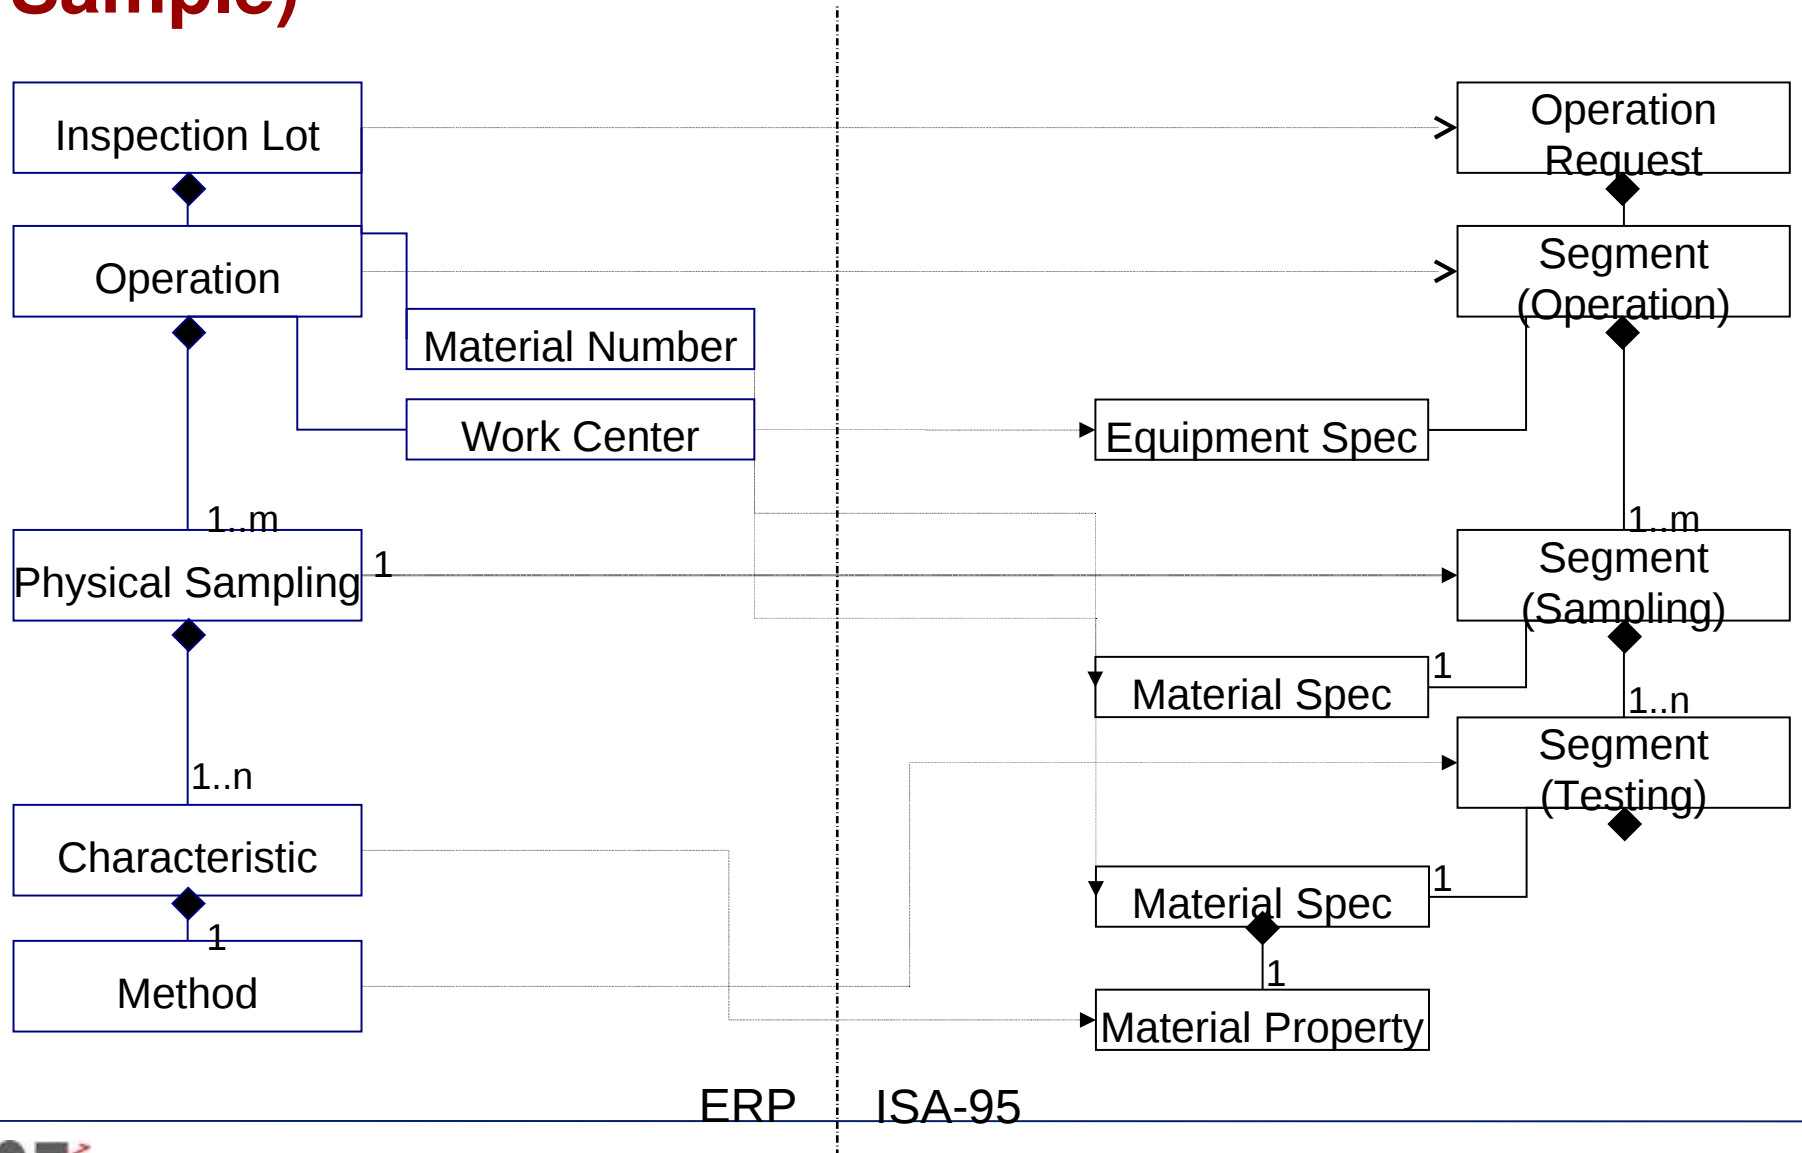 Sample)
Inspection Lot
Operation
Request
Operation
Segment
(Operation)
Material Number
Work Center
Equipment Spec
1..m
1..m
Physical Sampling
1
Segment
(Sampling)
Material Spec
1
1..n
1..n
Segment
(Testing)
Characteristic
Material Spec
1
1
Method
1
Material Property
ERP
ISA-95